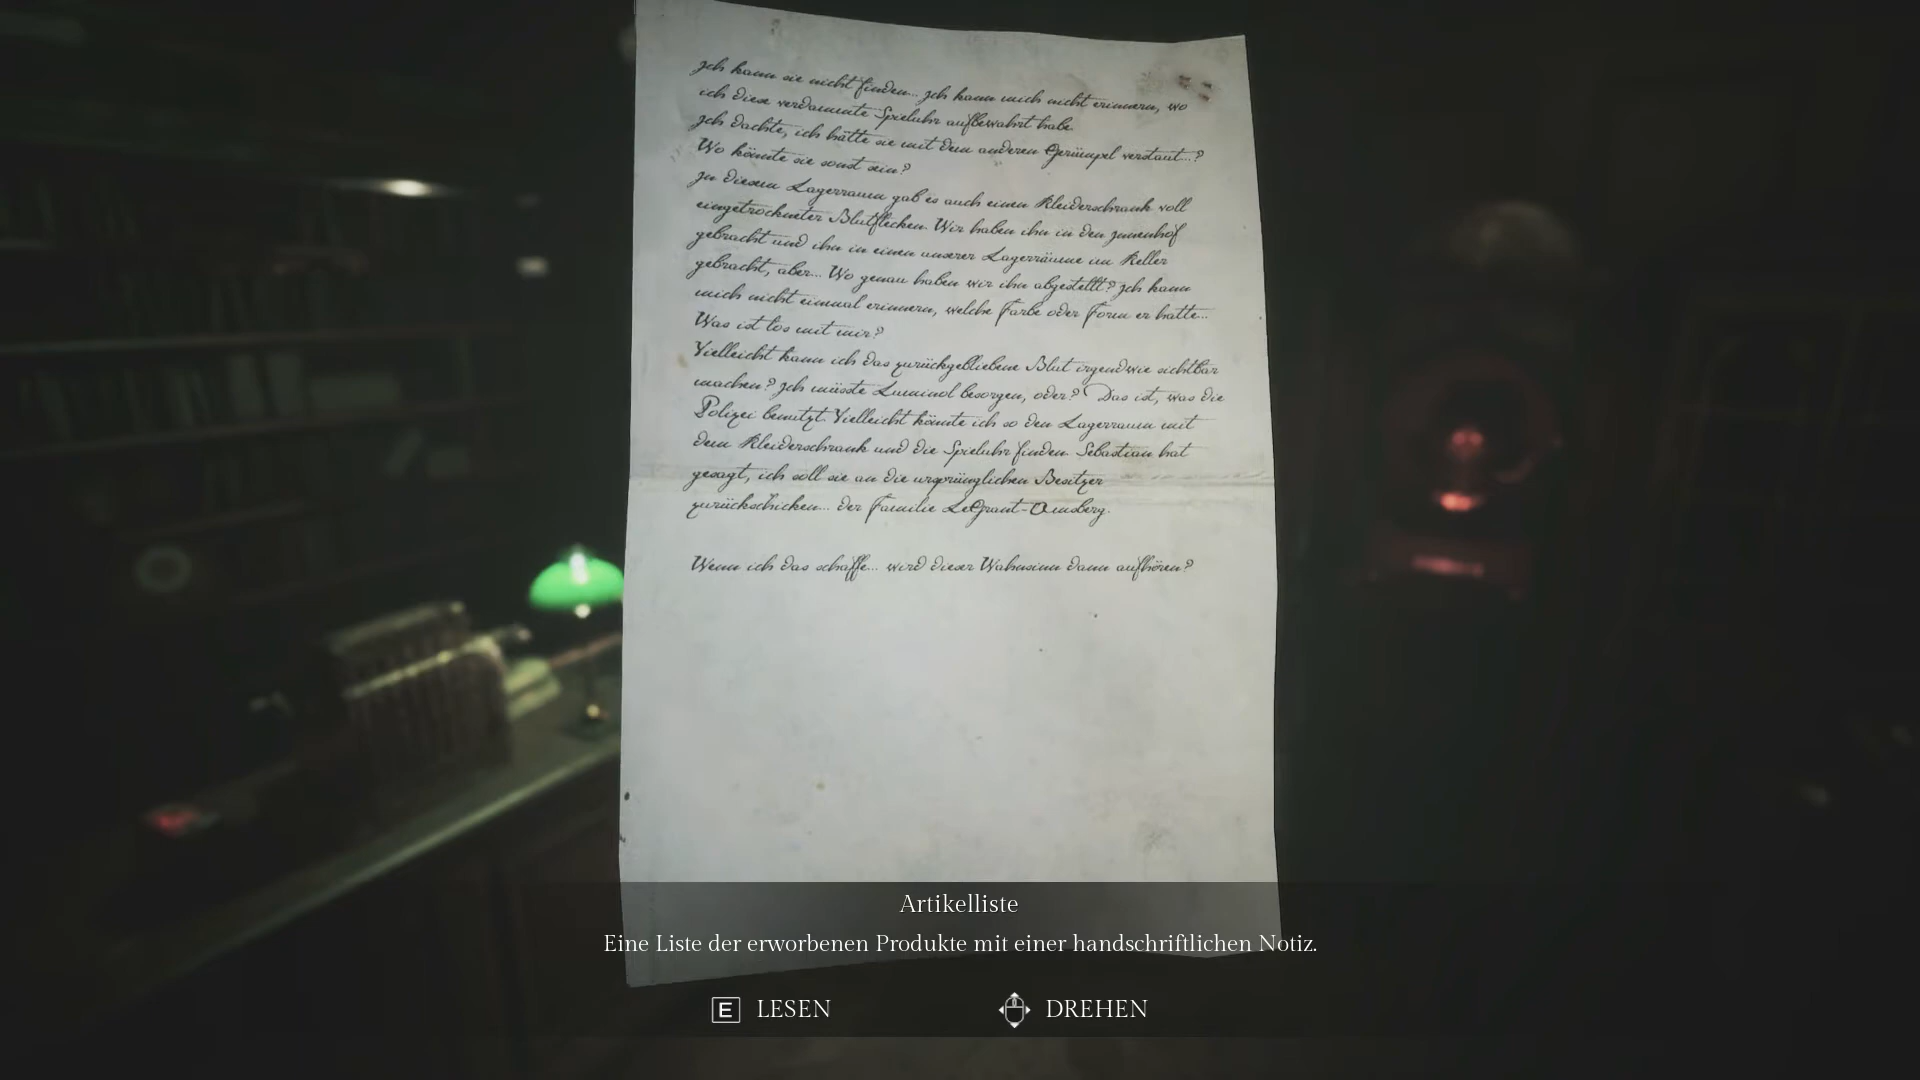 Ich kann sie nicht finden... Ich kann mich nicht erinnern, wo
ich diese verdammte Spieluhr aufbewahrt habe
Ich dachte, ich hätte sie mit dem anderen Gerümpel verstaut...?
Wo könnte sie sonst sein?
In diesem Lagerraum gab es auch einen Kleiderschrank voll
eingetrockneter Blutflecken. Wir haben ihn in den Innenhof
gebracht und ihn in einen unserer Lagerräume im Keller
gebracht, aber... Wo genau haben wir ihn abgestellt? Ich kann
mich nicht einmal erinnern, welche Farbe oder Form er hatte...
Was ist los mit mir?
Vielleicht kann ich das zurückgebliebene Blut irgendwie sichtbar
machen? Ich müsste Luminol besorgen, oder? Das ist, was die
Polizei benutzt. Vielleicht könnte ich so den Lagerraum mit
dem Kleiderschrank und die Spieluhr finden. Sebastian hat
gesagt, ich soll sie an die ursprünglichen Besitzer
zurückschicken... der Familie LeGrant-Ainsberg.
Wenn ich das schaffe... wird dieser Wahnsinn dann aufhören?
Artikelliste
Eine Liste der erworbenen Produkte mit einer handschriftlichen Notiz.
E LESEN DREHEN